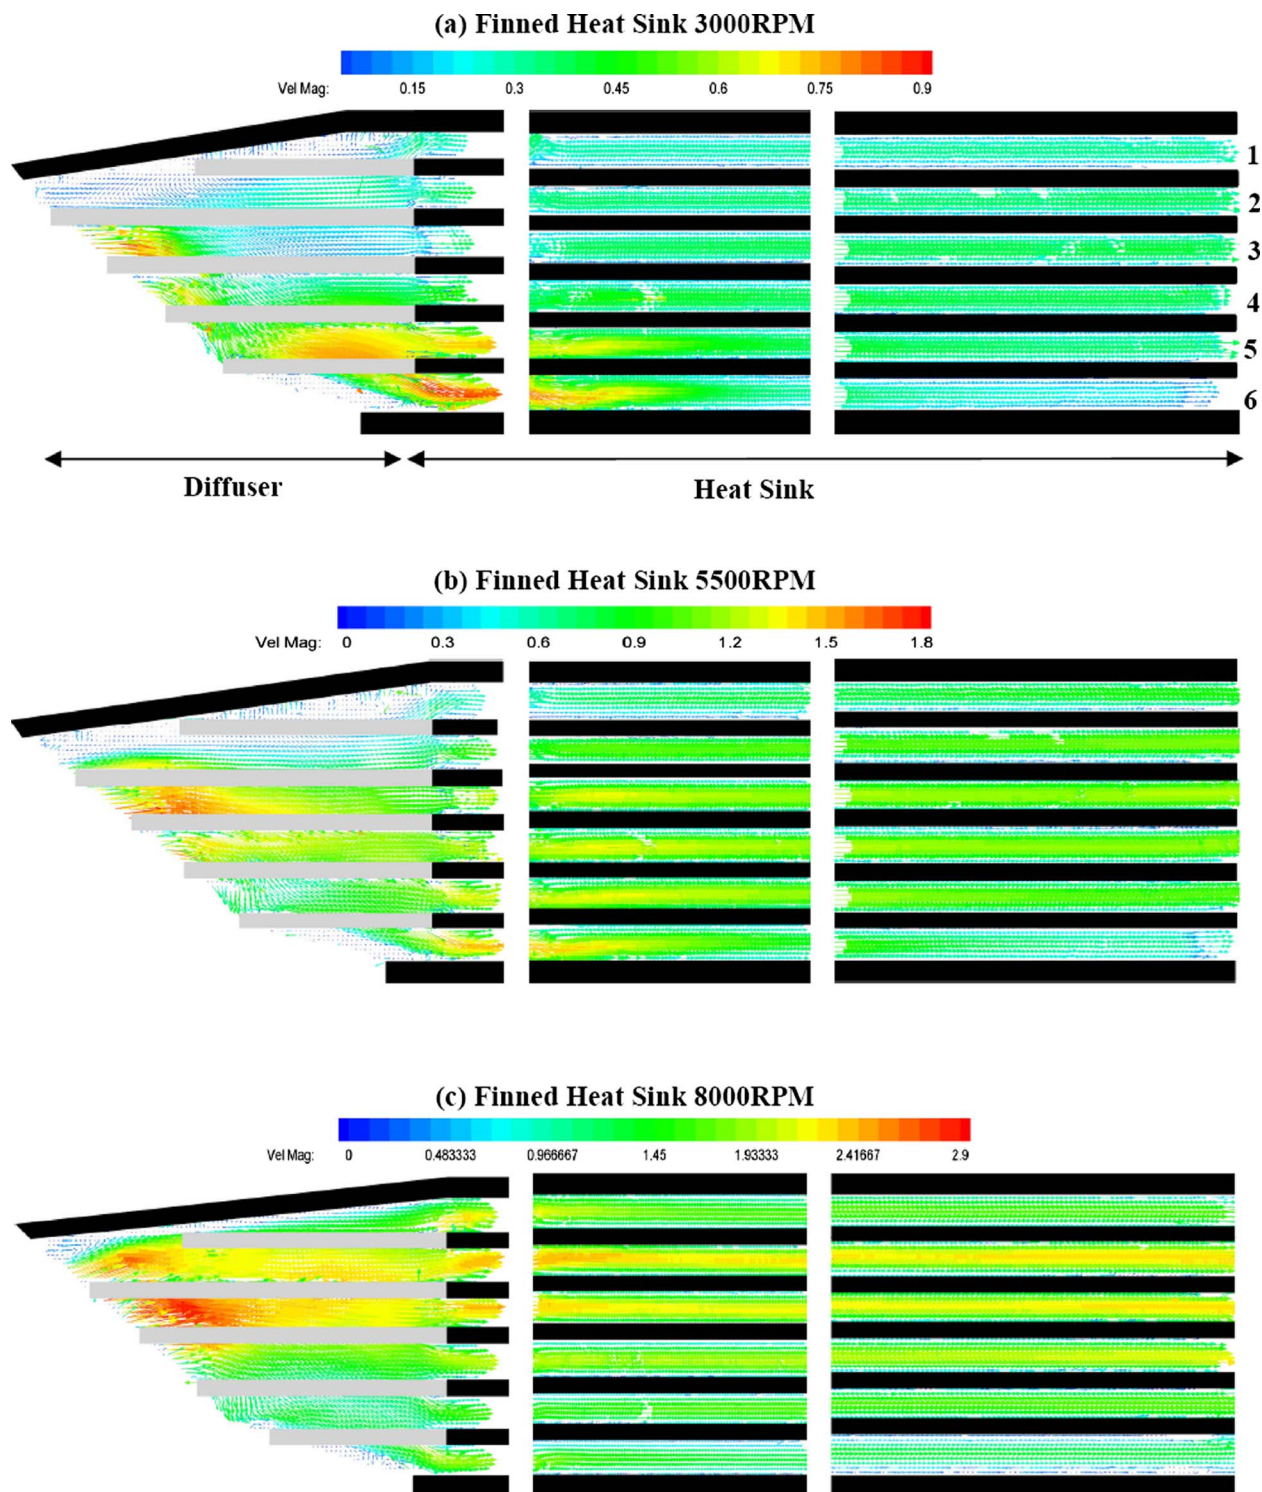 (a) Finned Heat Sink 3000RPM
Vel Mag: 0.15 0.3 0.45 0.6 0.75 0.9
1
2
3
4
5
6
Diffuser Heat Sink
(b) Finned Heat Sink 5500RPM
Vel Mag: 0 0.3 0.6 0.9 1.2 1.5 1.8
(c) Finned Heat Sink 8000RPM
Vel Mag: 0 0.483333 0.966667 1.45 1.93333 2.41667 2.9